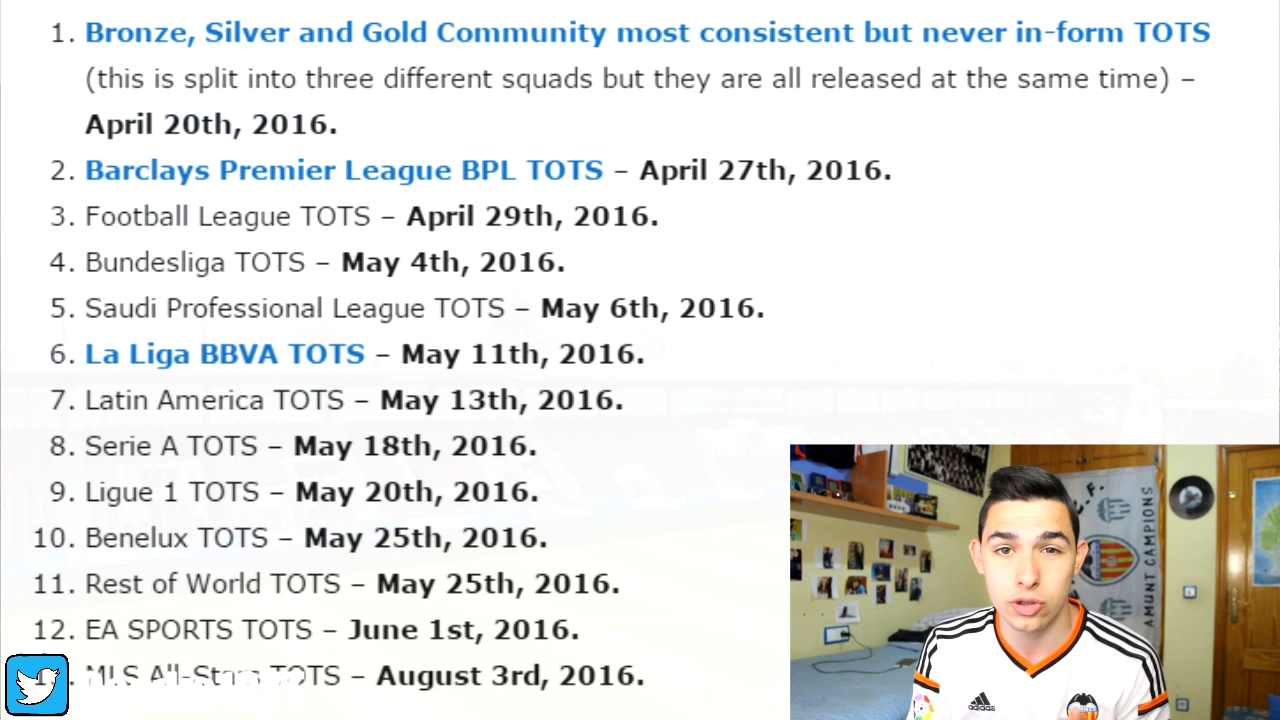 1. Bronze, Silver and Gold Community most consistent but never in-form TOTS
(this is split into three different squads but they are all released at the same time) –
April 20th, 2016.
2. Barclays Premier League BPL TOTS – April 27th, 2016.
3. Football League TOTS – April 29th, 2016.
4. Bundesliga TOTS – May 4th, 2016.
5. Saudi Professional League TOTS – May 6th, 2016.
6. La Liga BBVA TOTS – May 11th, 2016.
7. Latin America TOTS – May 13th, 2016.
8. Serie A TOTS – May 18th, 2016.
9. Ligue 1 TOTS – May 20th, 2016.
10. Benelux TOTS – May 25th, 2016.
11. Rest of World TOTS – May 25th, 2016.
12. EA SPORTS TOTS – June 1st, 2016.
MLS All-Stars TOTS – August 3rd, 2016.
AMUNT CAMPIONS
adidas